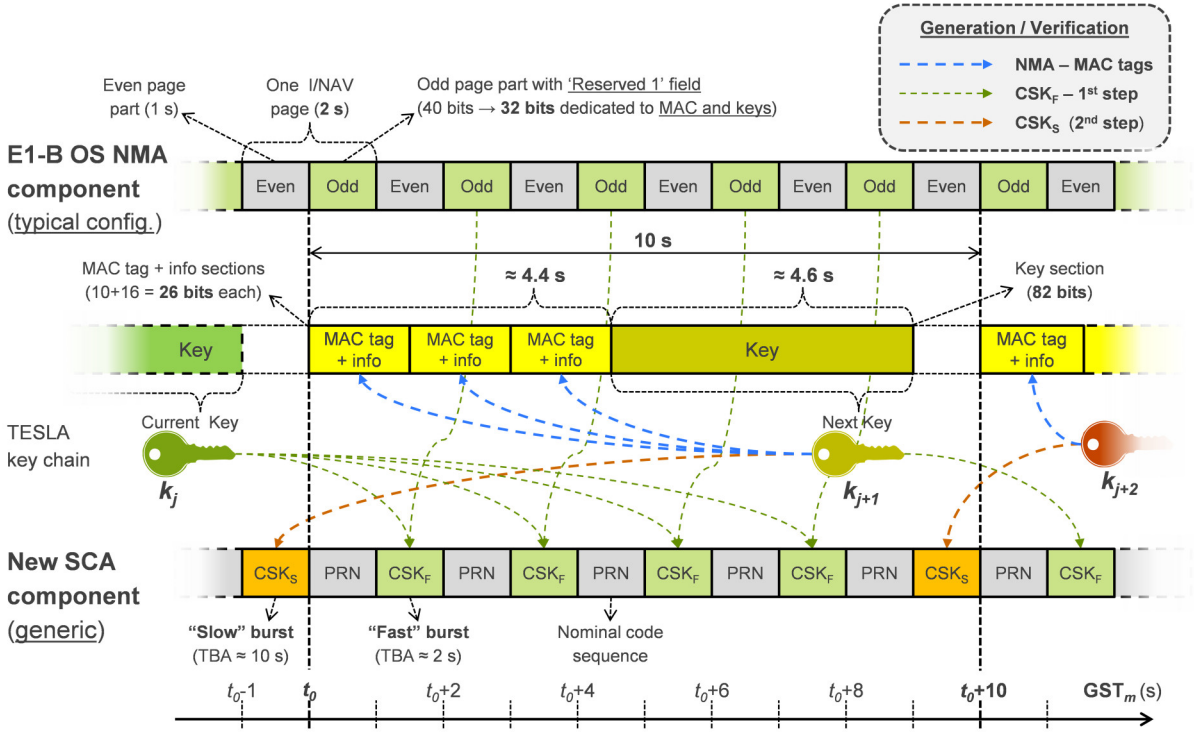 Generation / Verification
NMA – MAC tags
CSKF – 1st step
CSKS (2nd step)
Even page
part (1 s)
One I/NAV
page (2 s)
Odd page part with ‘Reserved 1’ field
(40 bits → 32 bits dedicated to MAC and keys)
E1-B OS NMA
component
(typical config.)
Even Odd Even Odd Even Odd Even Odd Even Odd Even Odd Even
10 s
MAC tag + info sections
(10+16 = 26 bits each)
≈ 4.4 s
≈ 4.6 s
Key section
(82 bits)
Key
MAC tag
+ info
MAC tag
+ info
MAC tag
+ info
Key
MAC tag
+ info
TESLA
key chain
Current Key
kj
Next Key
kj+1
kj+2
New SCA
component
(generic)
CSKS PRN CSKF PRN CSKF PRN CSKF PRN CSKF PRN CSKS PRN CSKF
“Slow” burst
(TBA ≈ 10 s)
“Fast” burst
(TBA ≈ 2 s)
Nominal code
sequence
t0-1 t0 t0+2 t0+4 t0+6 t0+8 t0+10 GSTm (s)